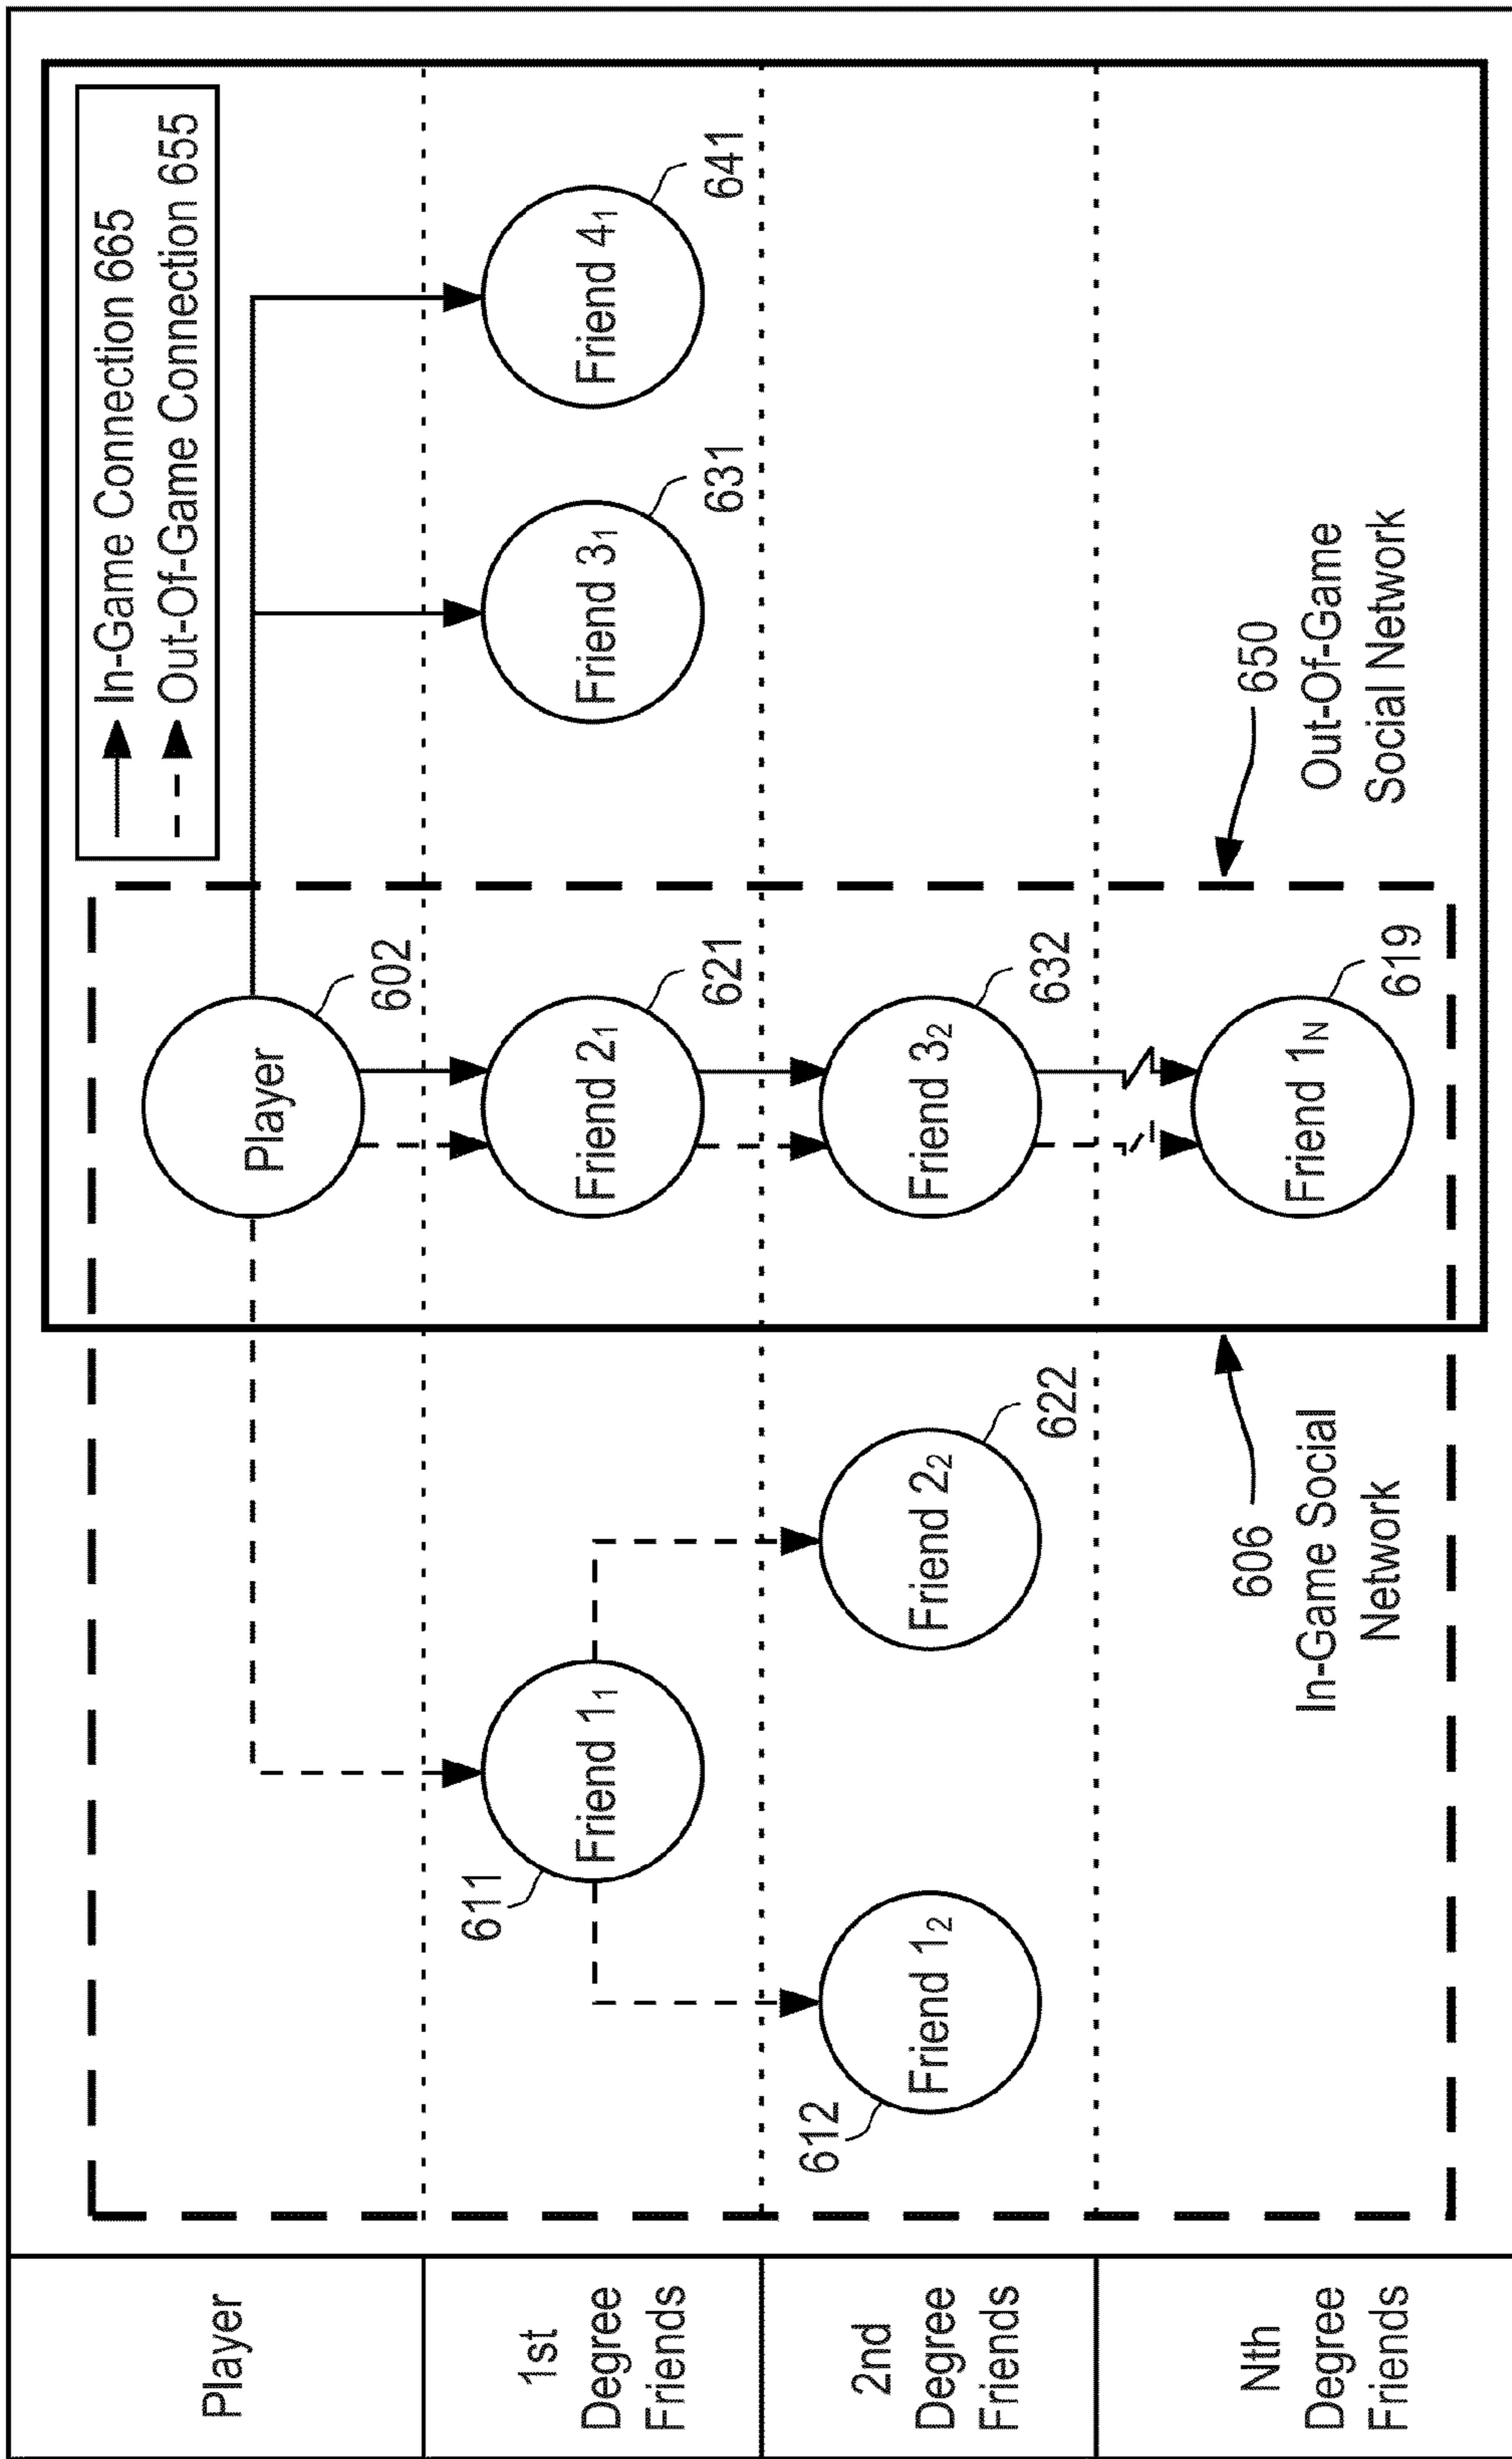 In-Game Connection 665
Out-Of-Game Connection 655
Player
Player
602
1st
Degree
Friends
611
Friend 1₁
Friend 2₁
621
Friend 3₁
631
Friend 4₁
641
2nd
Degree
Friends
612
Friend 1₂
Friend 2₂
622
Friend 3₂
632
Nth
Degree
Friends
606
In-Game Social
Network
Friend 1N
619
650
Out-Of-Game
Social Network